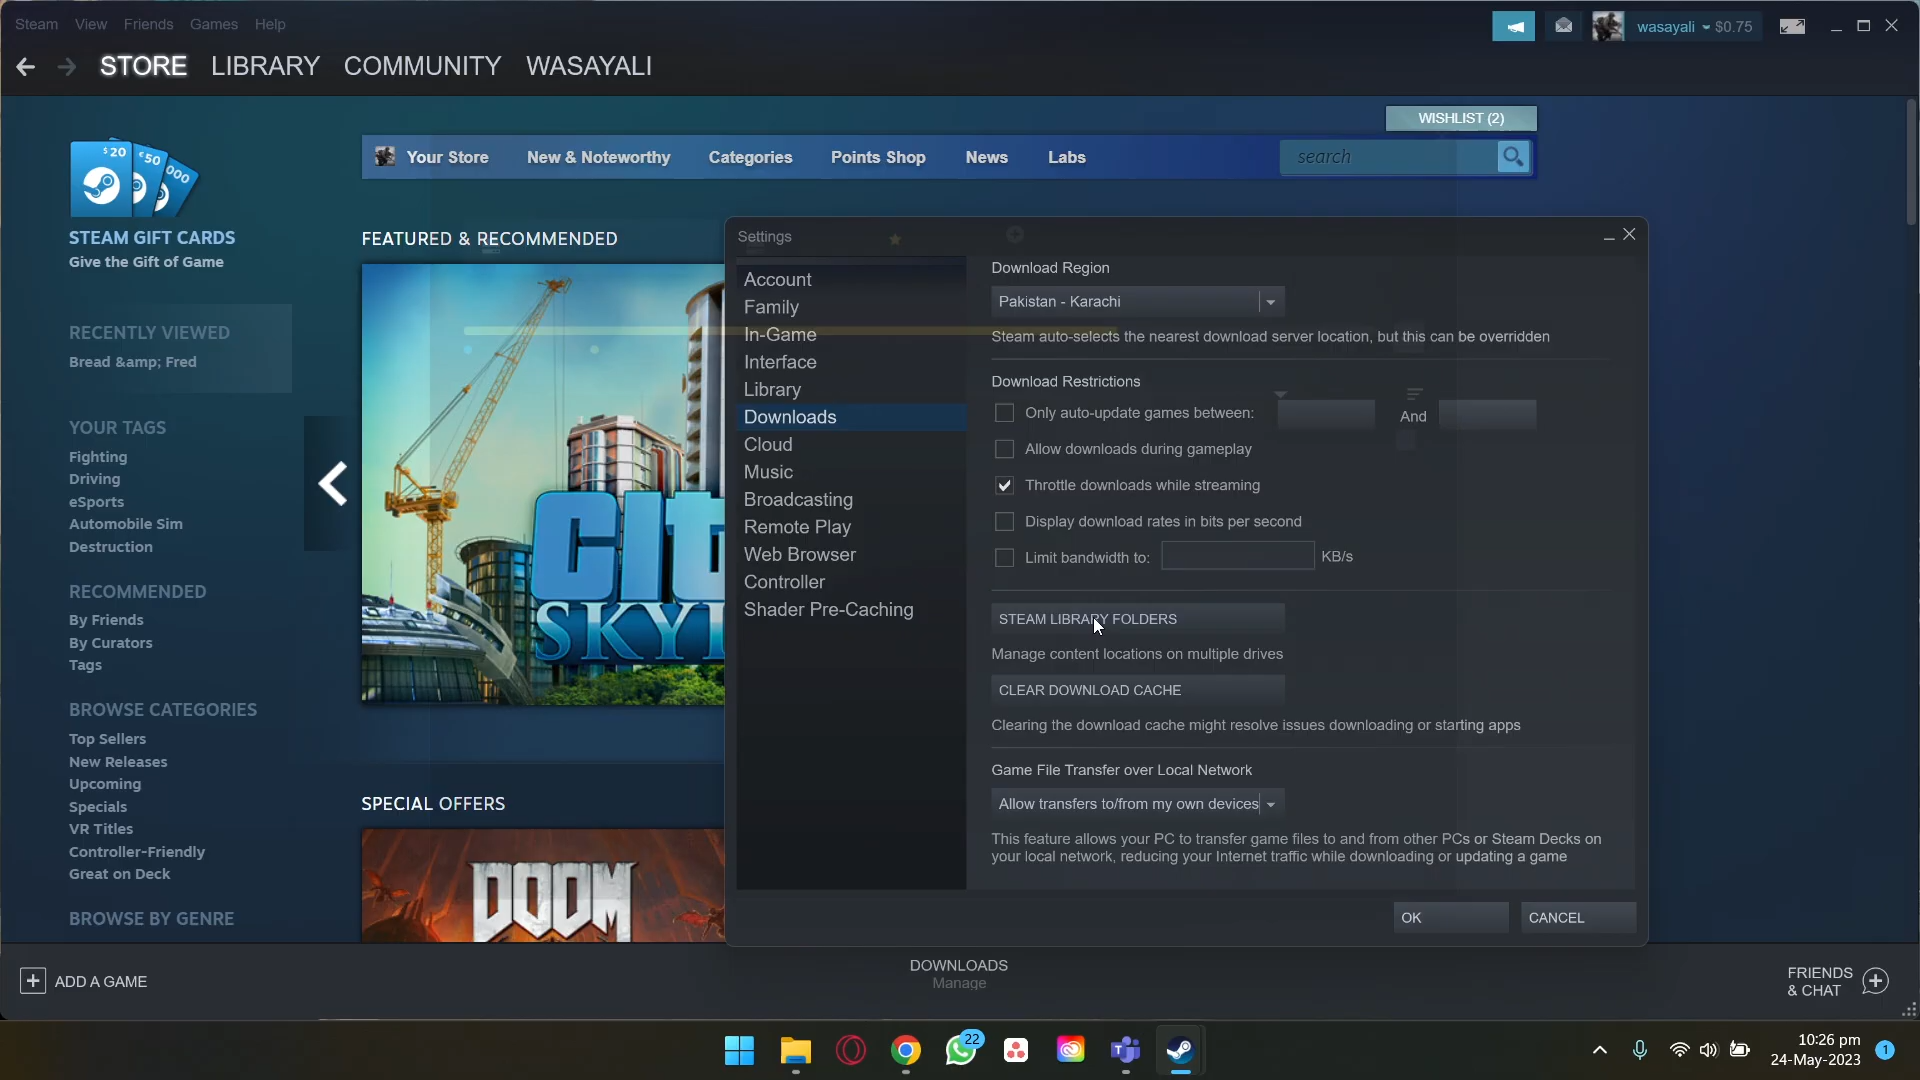 Steam View Friends Games Help
wasayali $0.75
STORE LIBRARY COMMUNITY WASAYALI
WISHLIST (2)
Your Store New & Noteworthy Categories Points Shop News Labs search
$20 €50 000
STEAM GIFT CARDS
Give the Gift of Game
RECENTLY VIEWED
Bread &amp; Fred
YOUR TAGS
Fighting
Driving
eSports
Automobile Sim
Destruction
RECOMMENDED
By Friends
By Curators
Tags
BROWSE CATEGORIES
Top Sellers
New Releases
Upcoming
Specials
VR Titles
Controller-Friendly
Great on Deck
BROWSE BY GENRE
FEATURED & RECOMMENDED
CIT
SKYL
SPECIAL OFFERS
DOOM
Settings
Account
Family
In-Game
Interface
Library
Downloads
Cloud
Music
Broadcasting
Remote Play
Web Browser
Controller
Shader Pre-Caching
Download Region
Pakistan - Karachi
Steam auto-selects the nearest download server location, but this can be overridden
Download Restrictions
Only auto-update games between: And
Allow downloads during gameplay
Throttle downloads while streaming
Display download rates in bits per second
Limit bandwidth to: KB/s
STEAM LIBRARY FOLDERS
Manage content locations on multiple drives
CLEAR DOWNLOAD CACHE
Clearing the download cache might resolve issues downloading or starting apps
Game File Transfer over Local Network
Allow transfers to/from my own devices
This feature allows your PC to transfer game files to and from other PCs or Steam Decks on
your local network, reducing your Internet traffic while downloading or updating a game
OK CANCEL
ADD A GAME
DOWNLOADS
Manage
FRIENDS
& CHAT
22
10:26 pm
24-May-2023
1